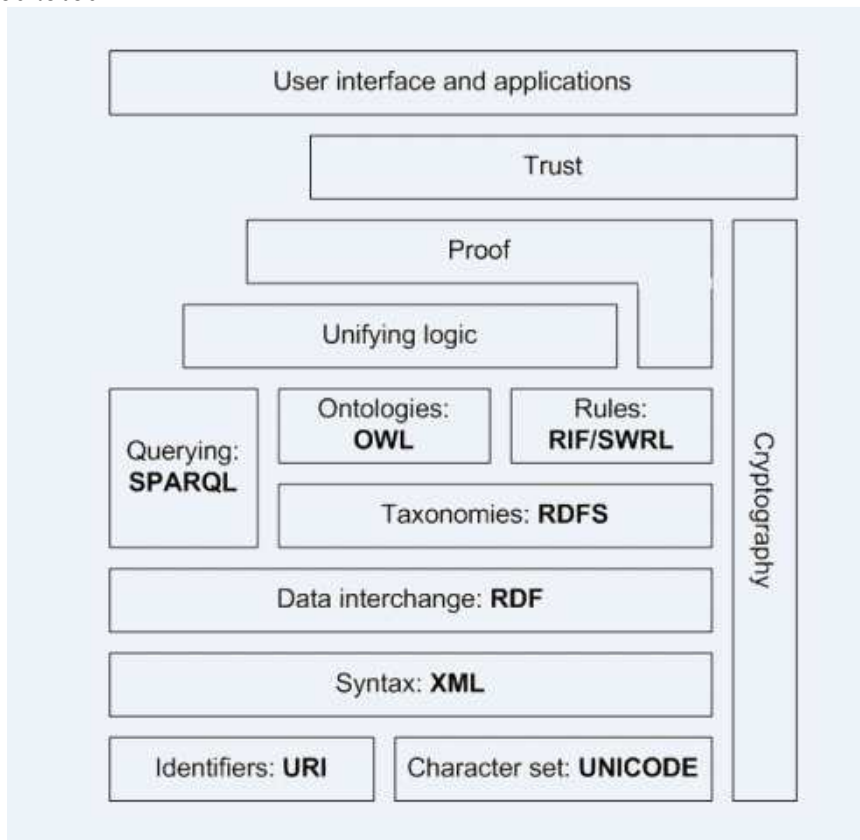 User interface and applications
Trust
Proof
Unifying logic
Querying:
SPARQL
Ontologies:
OWL
Rules:
RIF/SWRL
Taxonomies: RDFS
Cryptography
Data interchange: RDF
Syntax: XML
Identifiers: URI
Character set: UNICODE